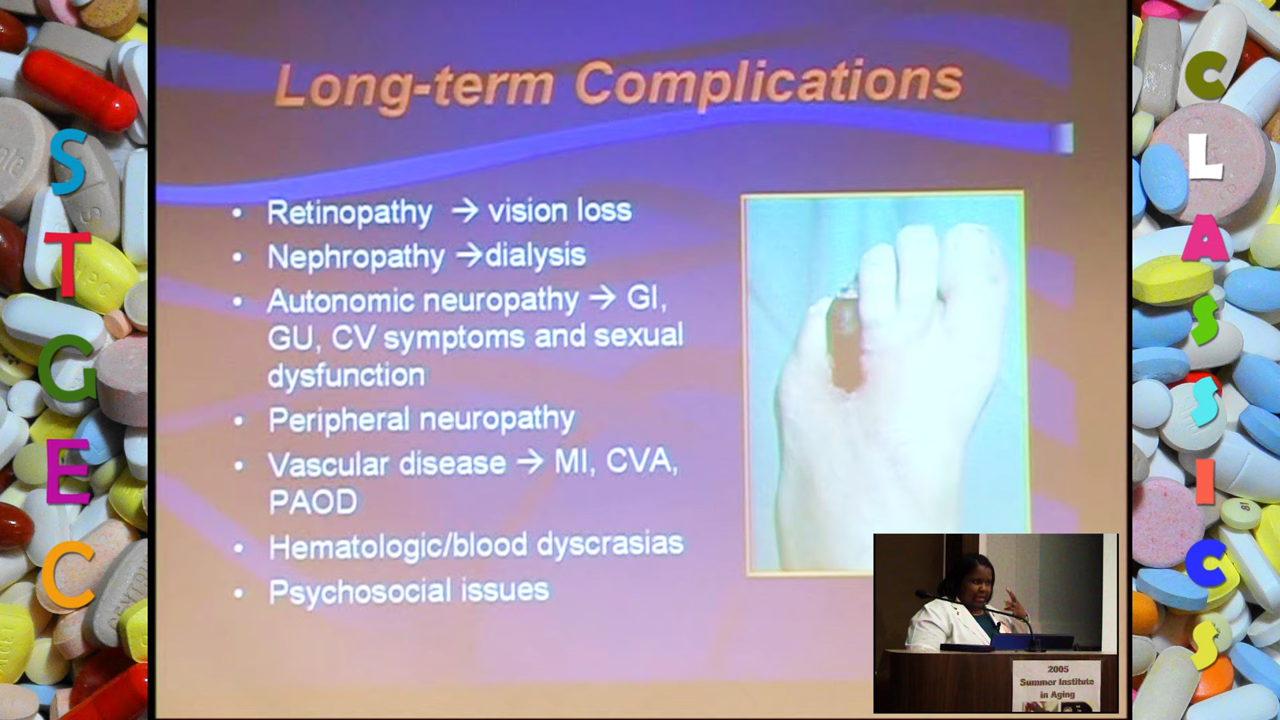 STGEC
Long-term Complications
• Retinopathy → vision loss
• Nephropathy →dialysis
• Autonomic neuropathy → GI,
GU, CV symptoms and sexual
dysfunction
• Peripheral neuropathy
• Vascular disease → MI, CVA,
PAOD
• Hematologic/blood dyscrasias
• Psychosocial issues
2005
Summer Institute
in Aging
CLASSICS